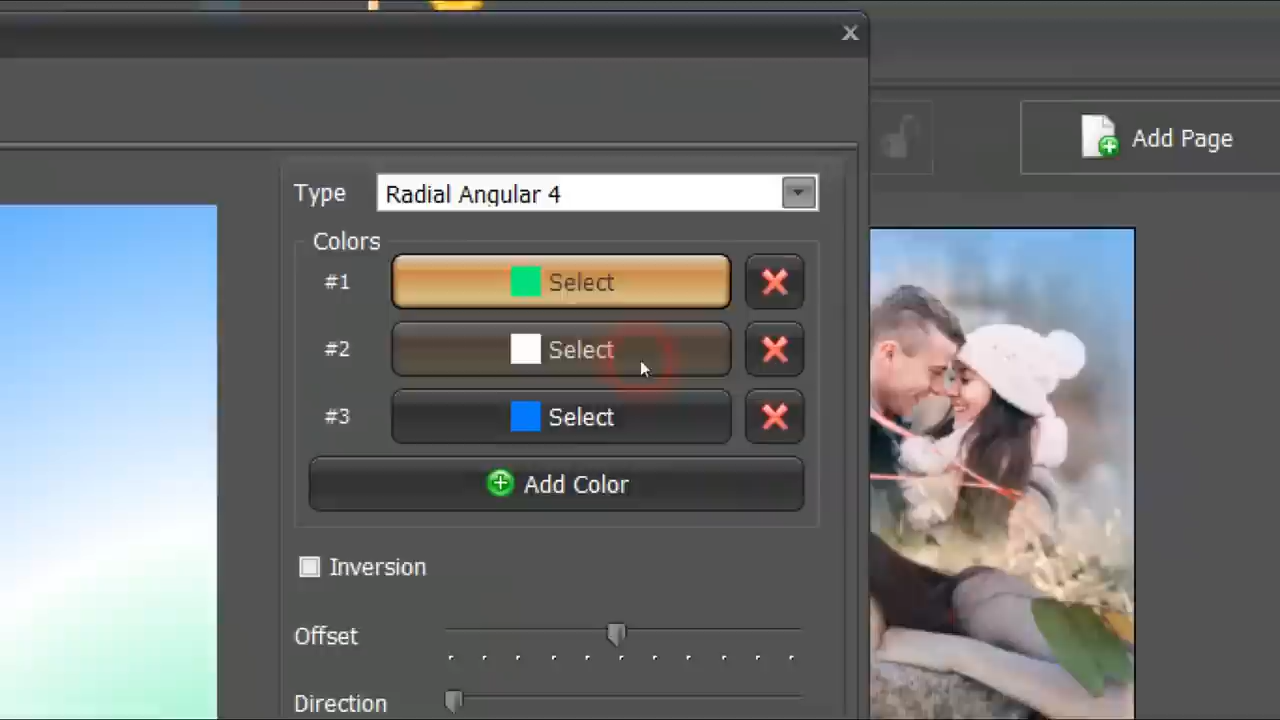 Add Page
Type
Radial Angular 4
Colors
#1
Select
#2
Select
#3
Select
Add Color
Inversion
Offset
Direction